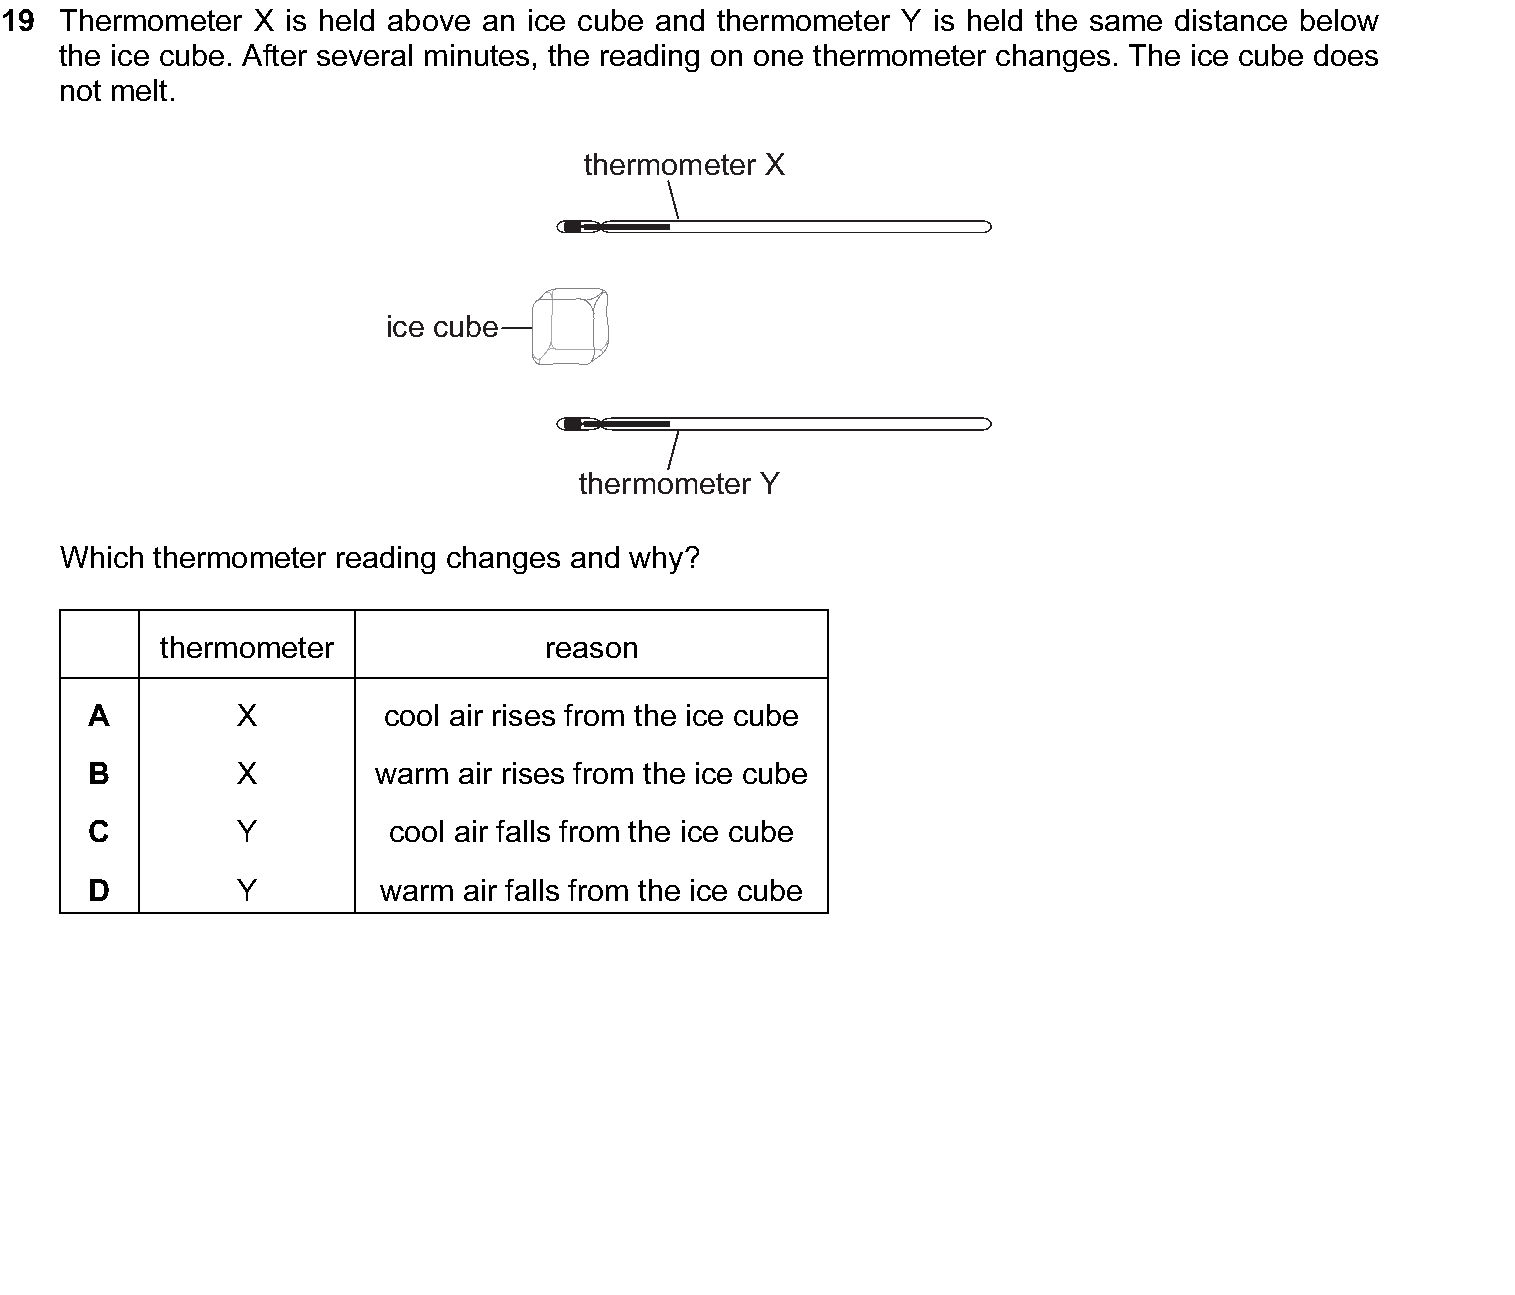 19 Thermometer X is held above an ice cube and thermometer Y is held the same distance below
the ice cube. After several minutes, the reading on one thermometer changes. The ice cube does
not melt.
thermometer X
ice cube
thermometer Y
Which thermometer reading changes and why?
thermometer reason
A X cool air rises from the ice cube
B X warm air rises from the ice cube
C Y cool air falls from the ice cube
D Y warm air falls from the ice cube